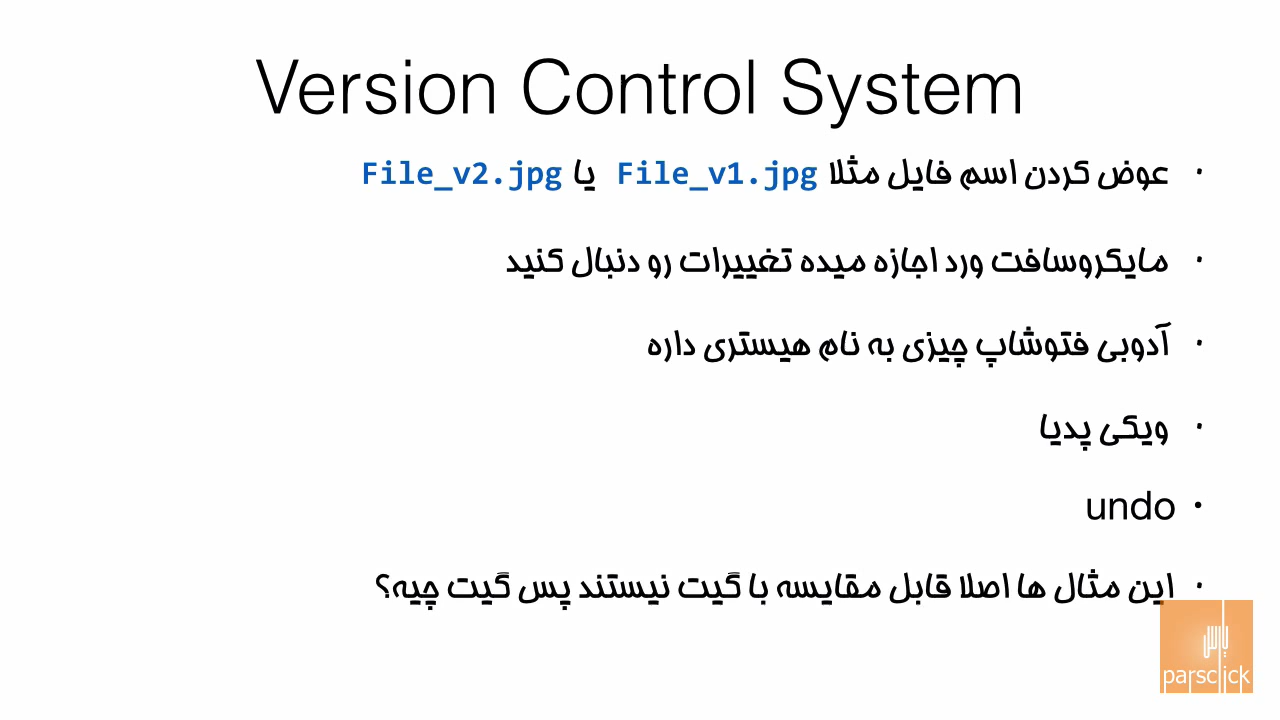 Version Control System
• عوض کردن اسم فایل مثلا File_v1.jpg یا File_v2.jpg
• مایکروسافت ورد اجازه میده تغییرات رو دنبال کنید
• آدوبی فتوشاپ چیزی به نام هیستری داره
• ویکی پدیا
• undo
• این مثال ها اصلا قابل مقایسه با گیت نیستند پس گیت چیه؟
پارس
parsclick